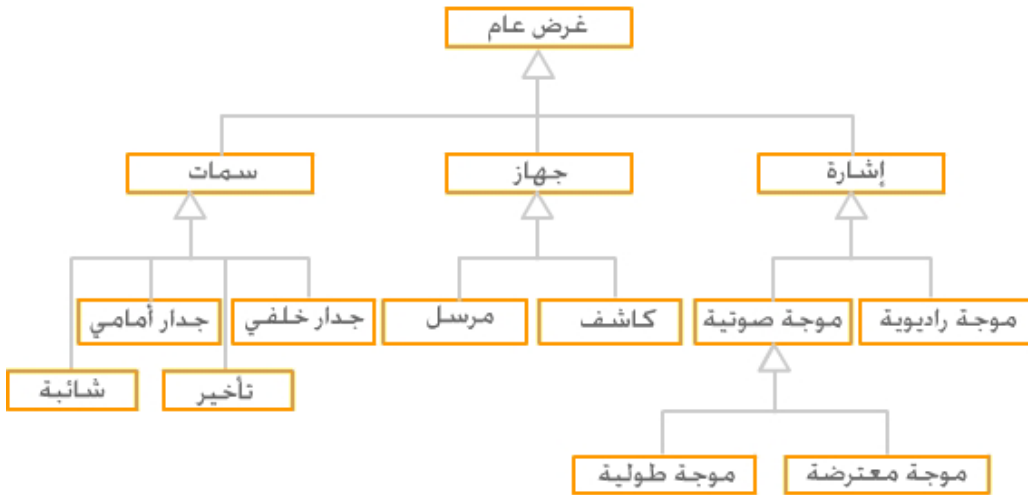 غرض عام
إشارة
جهاز
سمات
موجة راديوية
موجة صوتية
كاشف
مرسل
جدار خلفي
جدار أمامي
تأخير
شائبة
موجة معترضة
موجة طولية